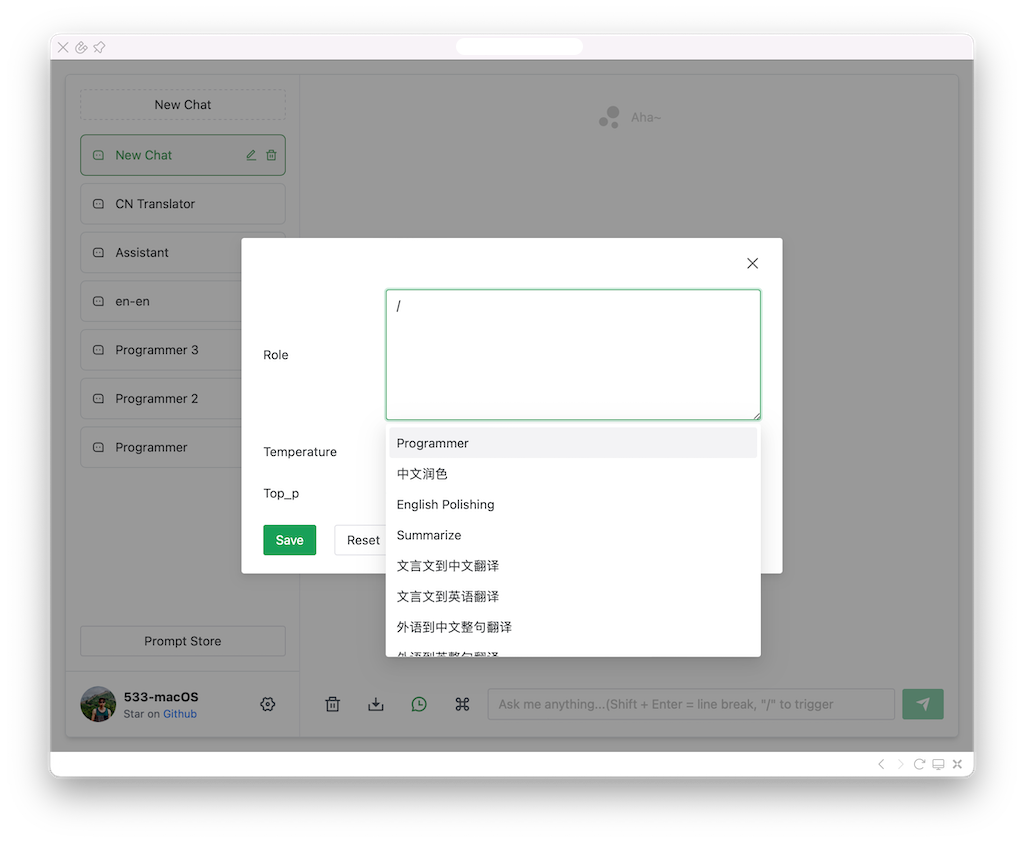 New Chat
Aha~
New Chat
CN Translator
Assistant
en-en
Programmer 3
Programmer 2
Programmer
/
Role
Temperature
Top_p
Save
Reset
Programmer
中文润色
English Polishing
Summarize
文言文到中文翻译
文言文到英语翻译
外语到中文整句翻译
Prompt Store
533-macOS
Star on Github
Ask me anything...(Shift + Enter = line break, "/" to trigger